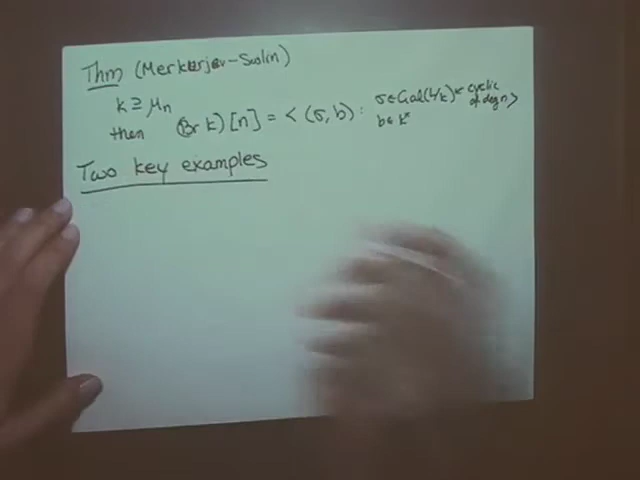 Thm (Merkurjev-Suslin)
k ⊇ μn
then (Br k)[n] = < (σ, b) : σ ∈ Gal(L/k) ← cyclic of deg n >
b ∈ k*
Two key examples